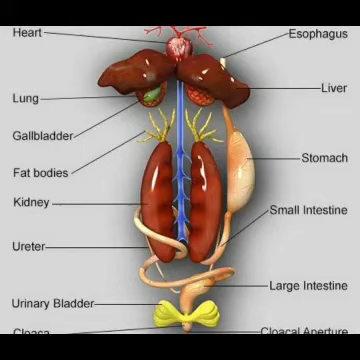 Heart
Esophagus
Liver
Lung
Gallbladder
Stomach
Fat bodies
Kidney
Small Intestine
Ureter
Large Intestine
Urinary Bladder
Cloaca
Cloacal Aperture